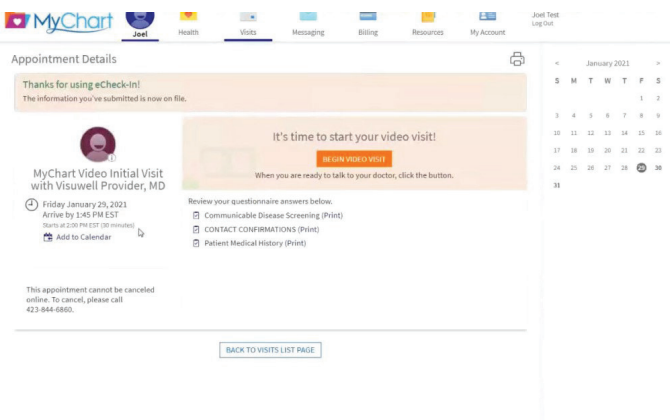 MyChart
Joel
Health
Visits
Messaging
Billing
Resources
My Account
Joel Test
Log Out
Appointment Details
Thanks for using eCheck-In!
The information you've submitted is now on file.
MyChart Video Initial Visit
with Visuwell Provider, MD
Friday January 29, 2021
Arrive by 1:45 PM EST
Starts at 2:00 PM EST (30 minutes)
Add to Calendar
This appointment cannot be canceled
online. To cancel, please call
423-844-6860.
It's time to start your video visit!
BEGIN VIDEO VISIT
When you are ready to talk to your doctor, click the button.
Review your questionnaire answers below.
Communicable Disease Screening (Print)
CONTACT CONFIRMATIONS (Print)
Patient Medical History (Print)
BACK TO VISITS LIST PAGE
< January 2021 >
S M T W T F S
1 2
3 4 5 6 7 8 9
10 11 12 13 14 15 16
17 18 19 20 21 22 23
24 25 26 27 28 29 30
31